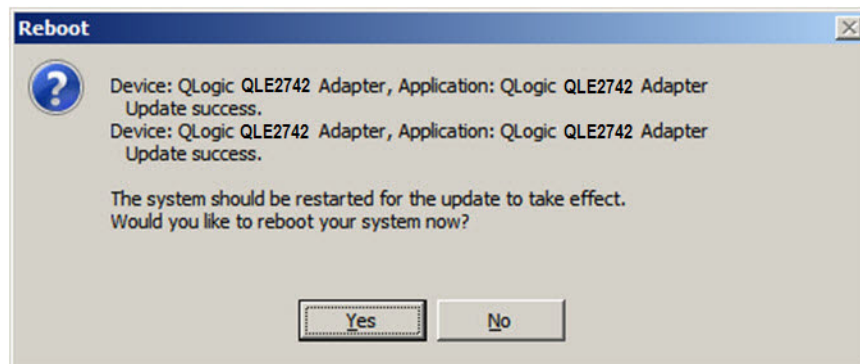 Reboot
Device: QLogic QLE2742 Adapter, Application: QLogic QLE2742 Adapter
Update success.
Device: QLogic QLE2742 Adapter, Application: QLogic QLE2742 Adapter
Update success.
The system should be restarted for the update to take effect.
Would you like to reboot your system now?
Yes No